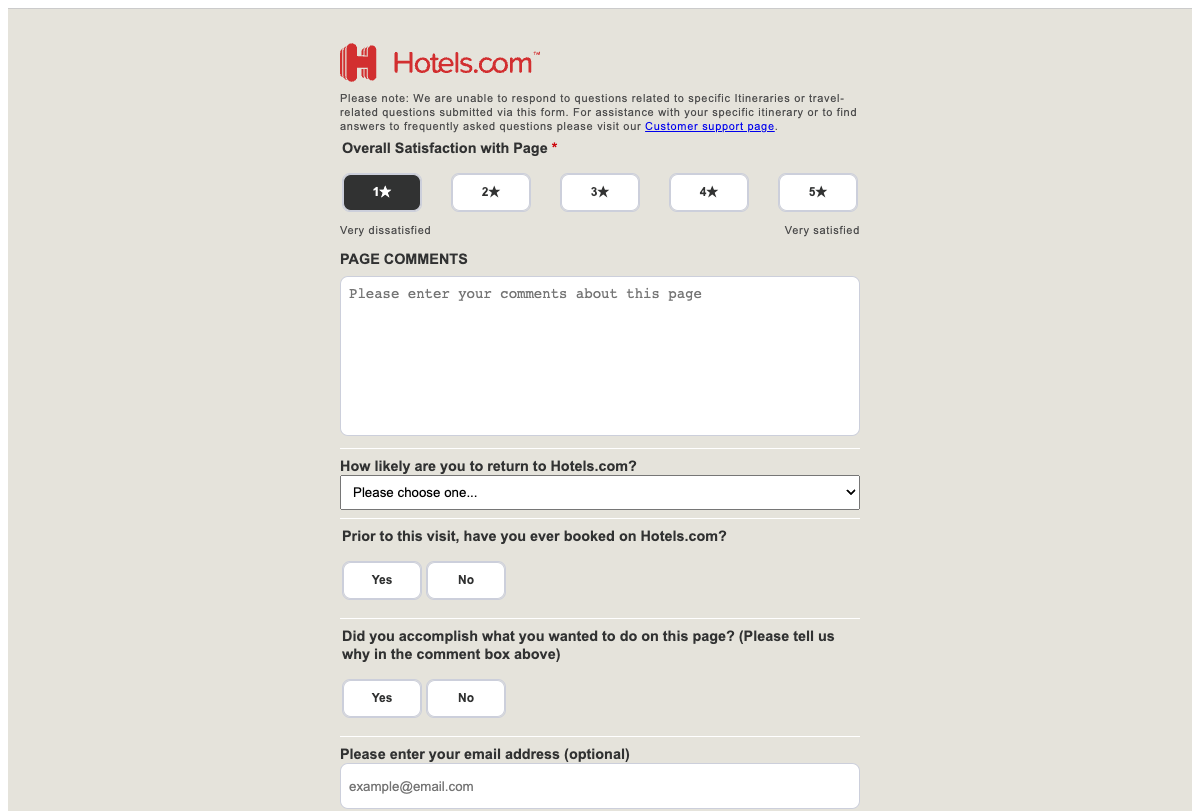 Hotels.com™
Please note: We are unable to respond to questions related to specific Itineraries or travel-
related questions submitted via this form. For assistance with your specific itinerary or to find
answers to frequently asked questions please visit our Customer support page.
Overall Satisfaction with Page *
1★ 2★ 3★ 4★ 5★
Very dissatisfied Very satisfied
PAGE COMMENTS
Please enter your comments about this page
How likely are you to return to Hotels.com?
Please choose one...
Prior to this visit, have you ever booked on Hotels.com?
Yes No
Did you accomplish what you wanted to do on this page? (Please tell us
why in the comment box above)
Yes No
Please enter your email address (optional)
example@email.com